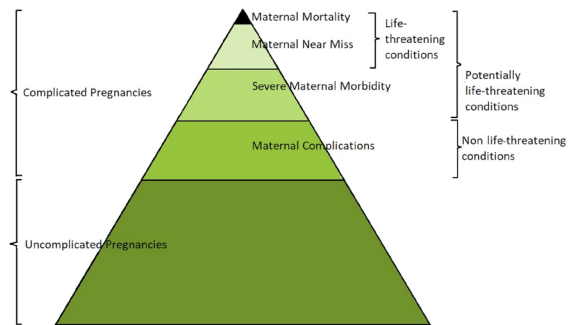 Maternal Mortality
Maternal Near Miss
Life-
threatening
conditions
Severe Maternal Morbidity
Complicated Pregnancies
Potentially
life-threatening
conditions
Maternal Complications
Non life-threatening
conditions
Uncomplicated Pregnancies